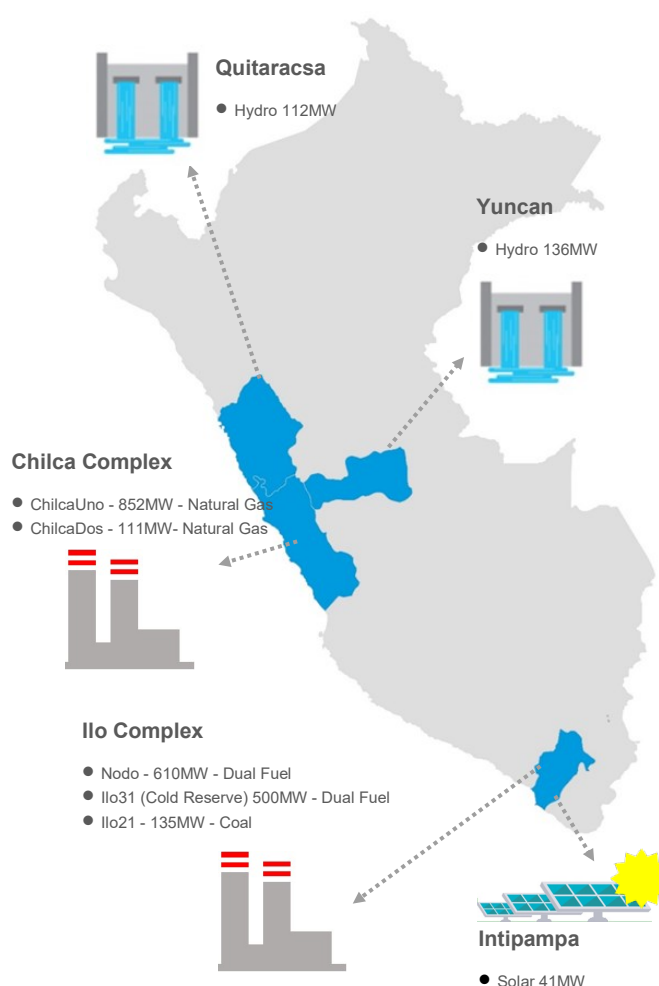 Quitaracsa
● Hydro 112MW
Yuncan
● Hydro 136MW
Chilca Complex
● ChilcaUno - 852MW - Natural Gas
● ChilcaDos - 111MW- Natural Gas
Ilo Complex
● Nodo - 610MW - Dual Fuel
● Ilo31 (Cold Reserve) 500MW - Dual Fuel
● Ilo21 - 135MW - Coal
Intipampa
● Solar 41MW